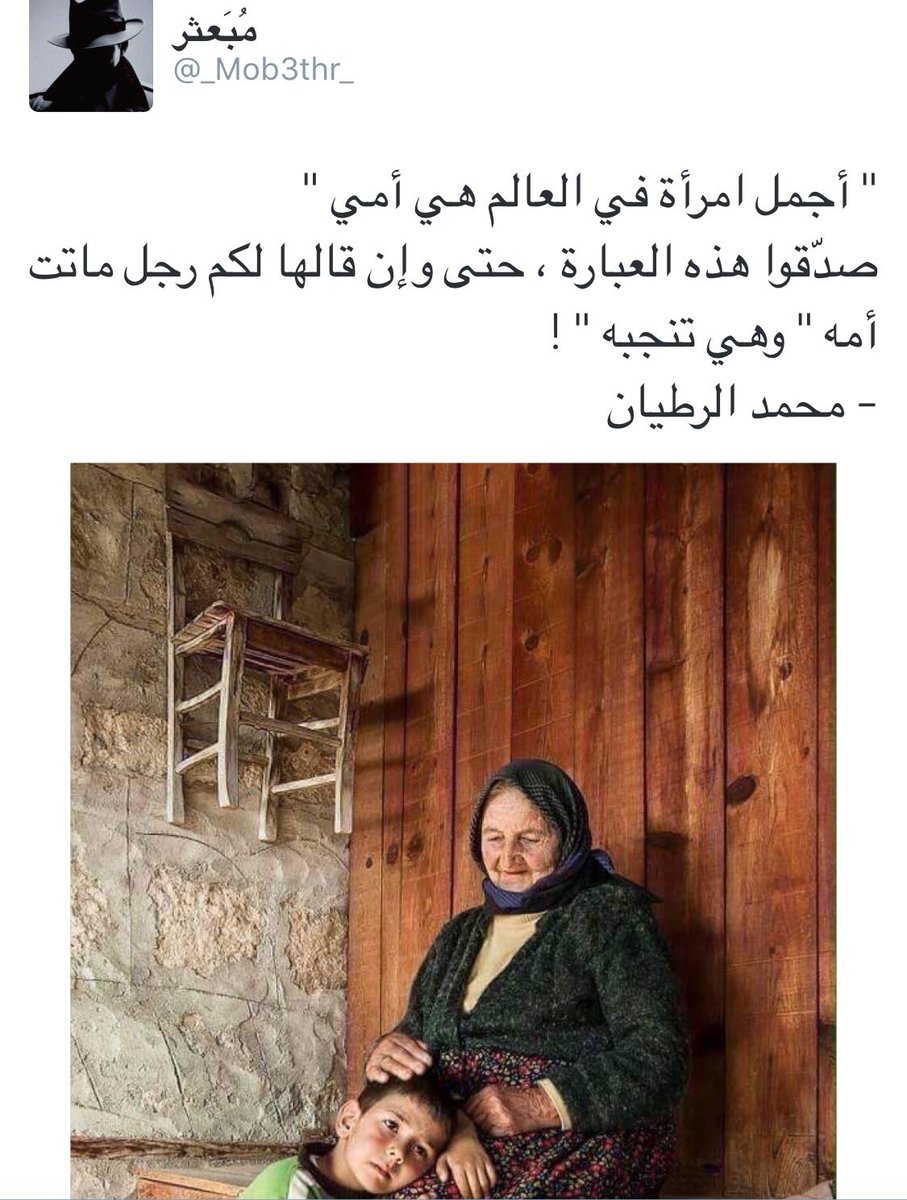 مُبَعثر
@_Mob3thr_
" أجمل امرأة في العالم هي أمي "
صدّقوا هذه العبارة ، حتى وإن قالها لكم رجل ماتت
أمه " وهي تنجبه " !
- محمد الرطيان